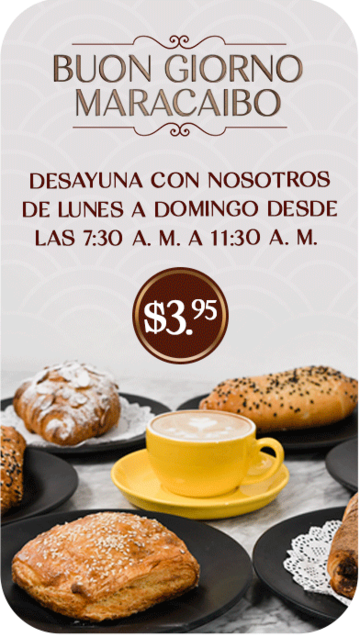 BUON GIORNO
MARACAIBO
DESAYUNA CON NOSOTROS
DE LUNES A DOMINGO DESDE
LAS 7:30 A. M. A 11:30 A. M.
$3.95